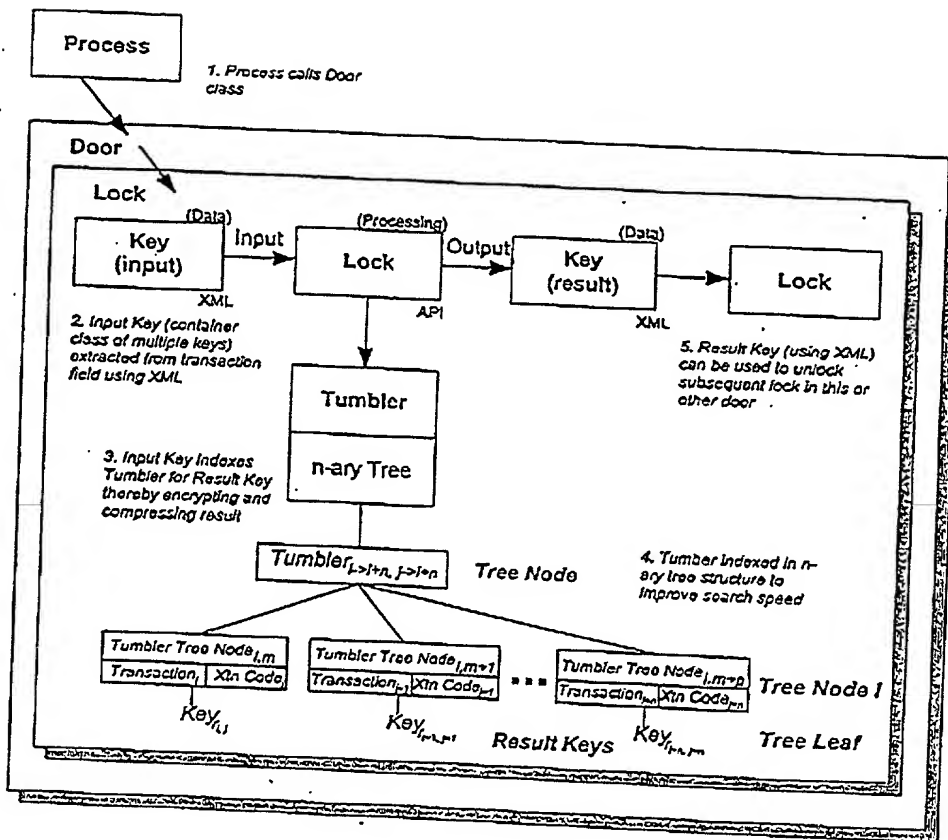 Process
1. Process calls Door
class
Door
Lock
(Data)
Key
(input)
XML
Input
(Processing)
Lock
API
Output
(Data)
Key
(result)
XML
Lock
2. Input Key (container
class of multiple keys)
extracted from transaction
field using XML
5. Result Key (using XML)
can be used to unlock
subsequent lock in this or
other door
Tumbler
n-ary Tree
3. Input Key Indexes
Tumbler for Result Key
thereby encrypting and
compressing result
Tumbler
Tree Node
4. Tumber indexed in n-
ary tree structure to
improve search speed
Tumbler Tree Node i,m
Transaction Xtn Code
Key
Tumbler Tree Node i,m+1
Transaction Xtn Code
Key
Tumbler Tree Node
Transaction Xtn Code
Key
Tree Node I
Result Keys
Tree Leaf